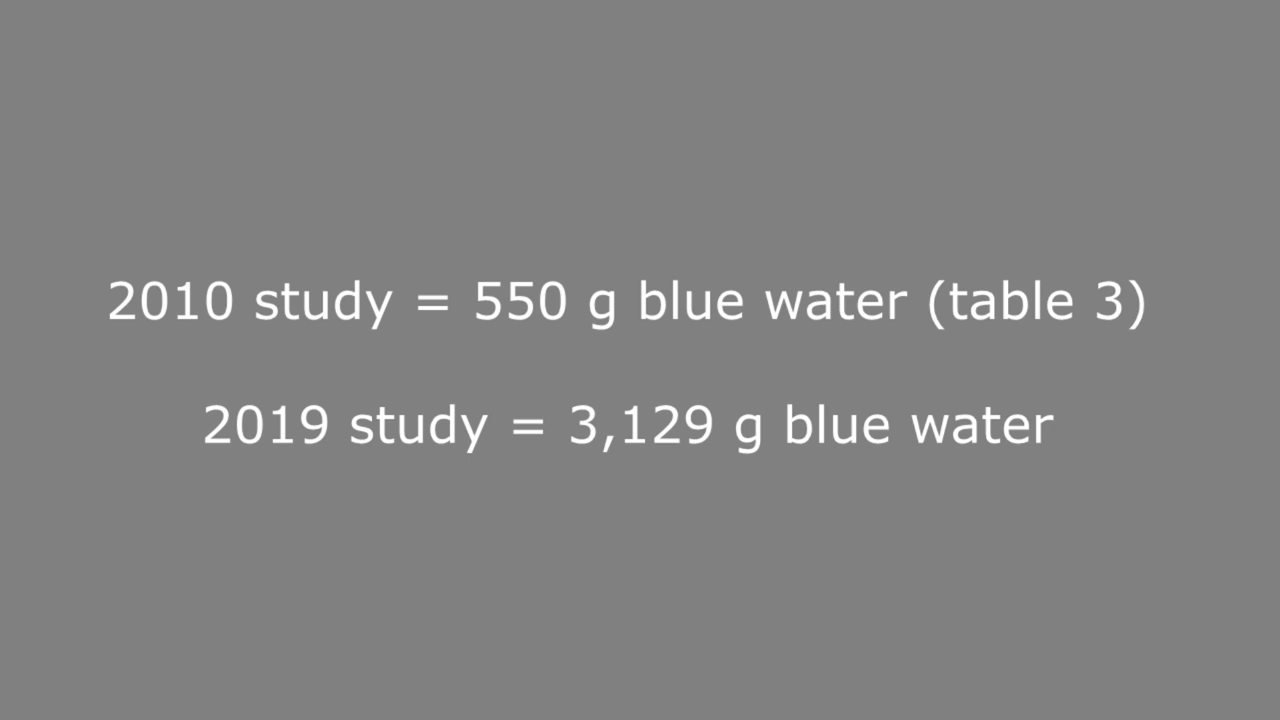 2010 study = 550 g blue water (table 3)
2019 study = 3,129 g blue water